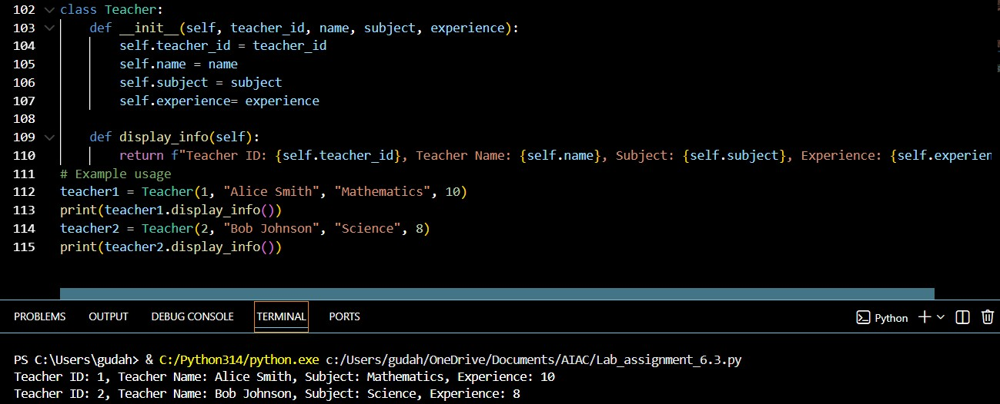 102 class Teacher:
103     def __init__(self, teacher_id, name, subject, experience):
104         self.teacher_id = teacher_id
105         self.name = name
106         self.subject = subject
107         self.experience= experience
108
109     def display_info(self):
110         return f"Teacher ID: {self.teacher_id}, Teacher Name: {self.name}, Subject: {self.subject}, Experience: {self.experien
111 # Example usage
112 teacher1 = Teacher(1, "Alice Smith", "Mathematics", 10)
113 print(teacher1.display_info())
114 teacher2 = Teacher(2, "Bob Johnson", "Science", 8)
115 print(teacher2.display_info())
PROBLEMS OUTPUT DEBUG CONSOLE TERMINAL PORTS Python
PS C:\Users\gudah> & C:/Python314/python.exe c:/Users/gudah/OneDrive/Documents/AIAC/Lab_assignment_6.3.py
Teacher ID: 1, Teacher Name: Alice Smith, Subject: Mathematics, Experience: 10
Teacher ID: 2, Teacher Name: Bob Johnson, Subject: Science, Experience: 8